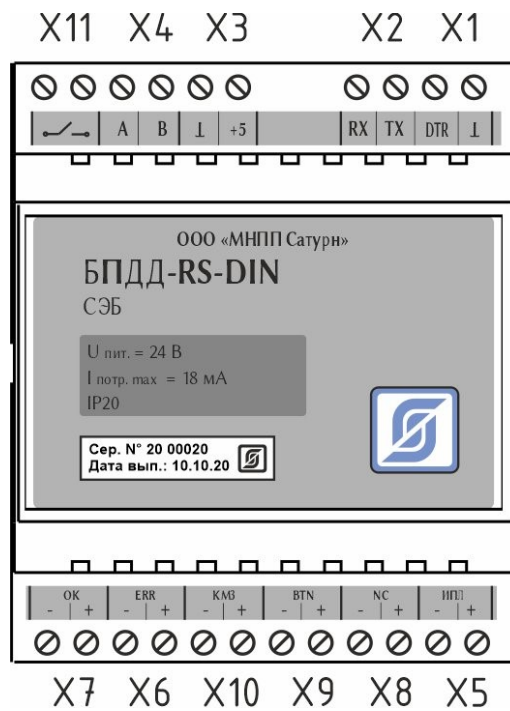 X11 X4 X3 X2 X1
A B ⊥ +5 RX TX DTR ⊥
ООО «МНПП Сатурн»
БПДД-RS-DIN
СЭБ
U пит. = 24 В
I потр. max = 18 мА
IP20
Сер. N° 20 00020
Дата вып.: 10.10.20
OK ERR КМЗ BTN NC ИПЛ
- + - + - + - + - + - +
X7 X6 X10 X9 X8 X5